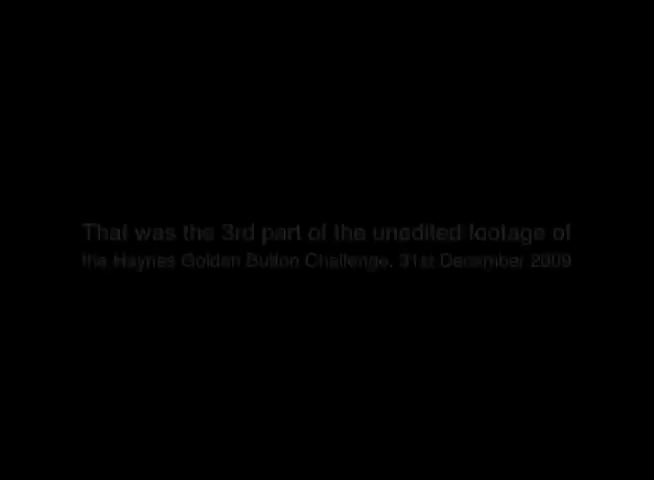 That was the 3rd part of the unedited footage of
the Haynes Golden Button Challenge, 31st December 2009